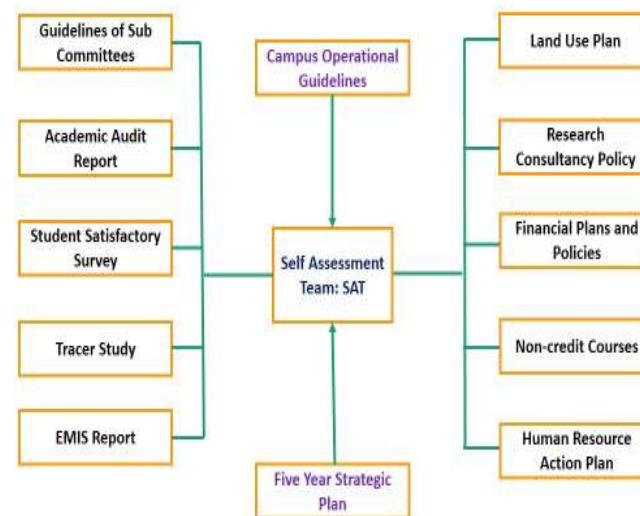 Guidelines of Sub
Committees
Academic Audit
Report
Student Satisfactory
Survey
Tracer Study
EMIS Report
Campus Operational
Guidelines
Self Assessment
Team: SAT
Five Year Strategic
Plan
Land Use Plan
Research
Consultancy Policy
Financial Plans and
Policies
Non-credit Courses
Human Resource
Action Plan